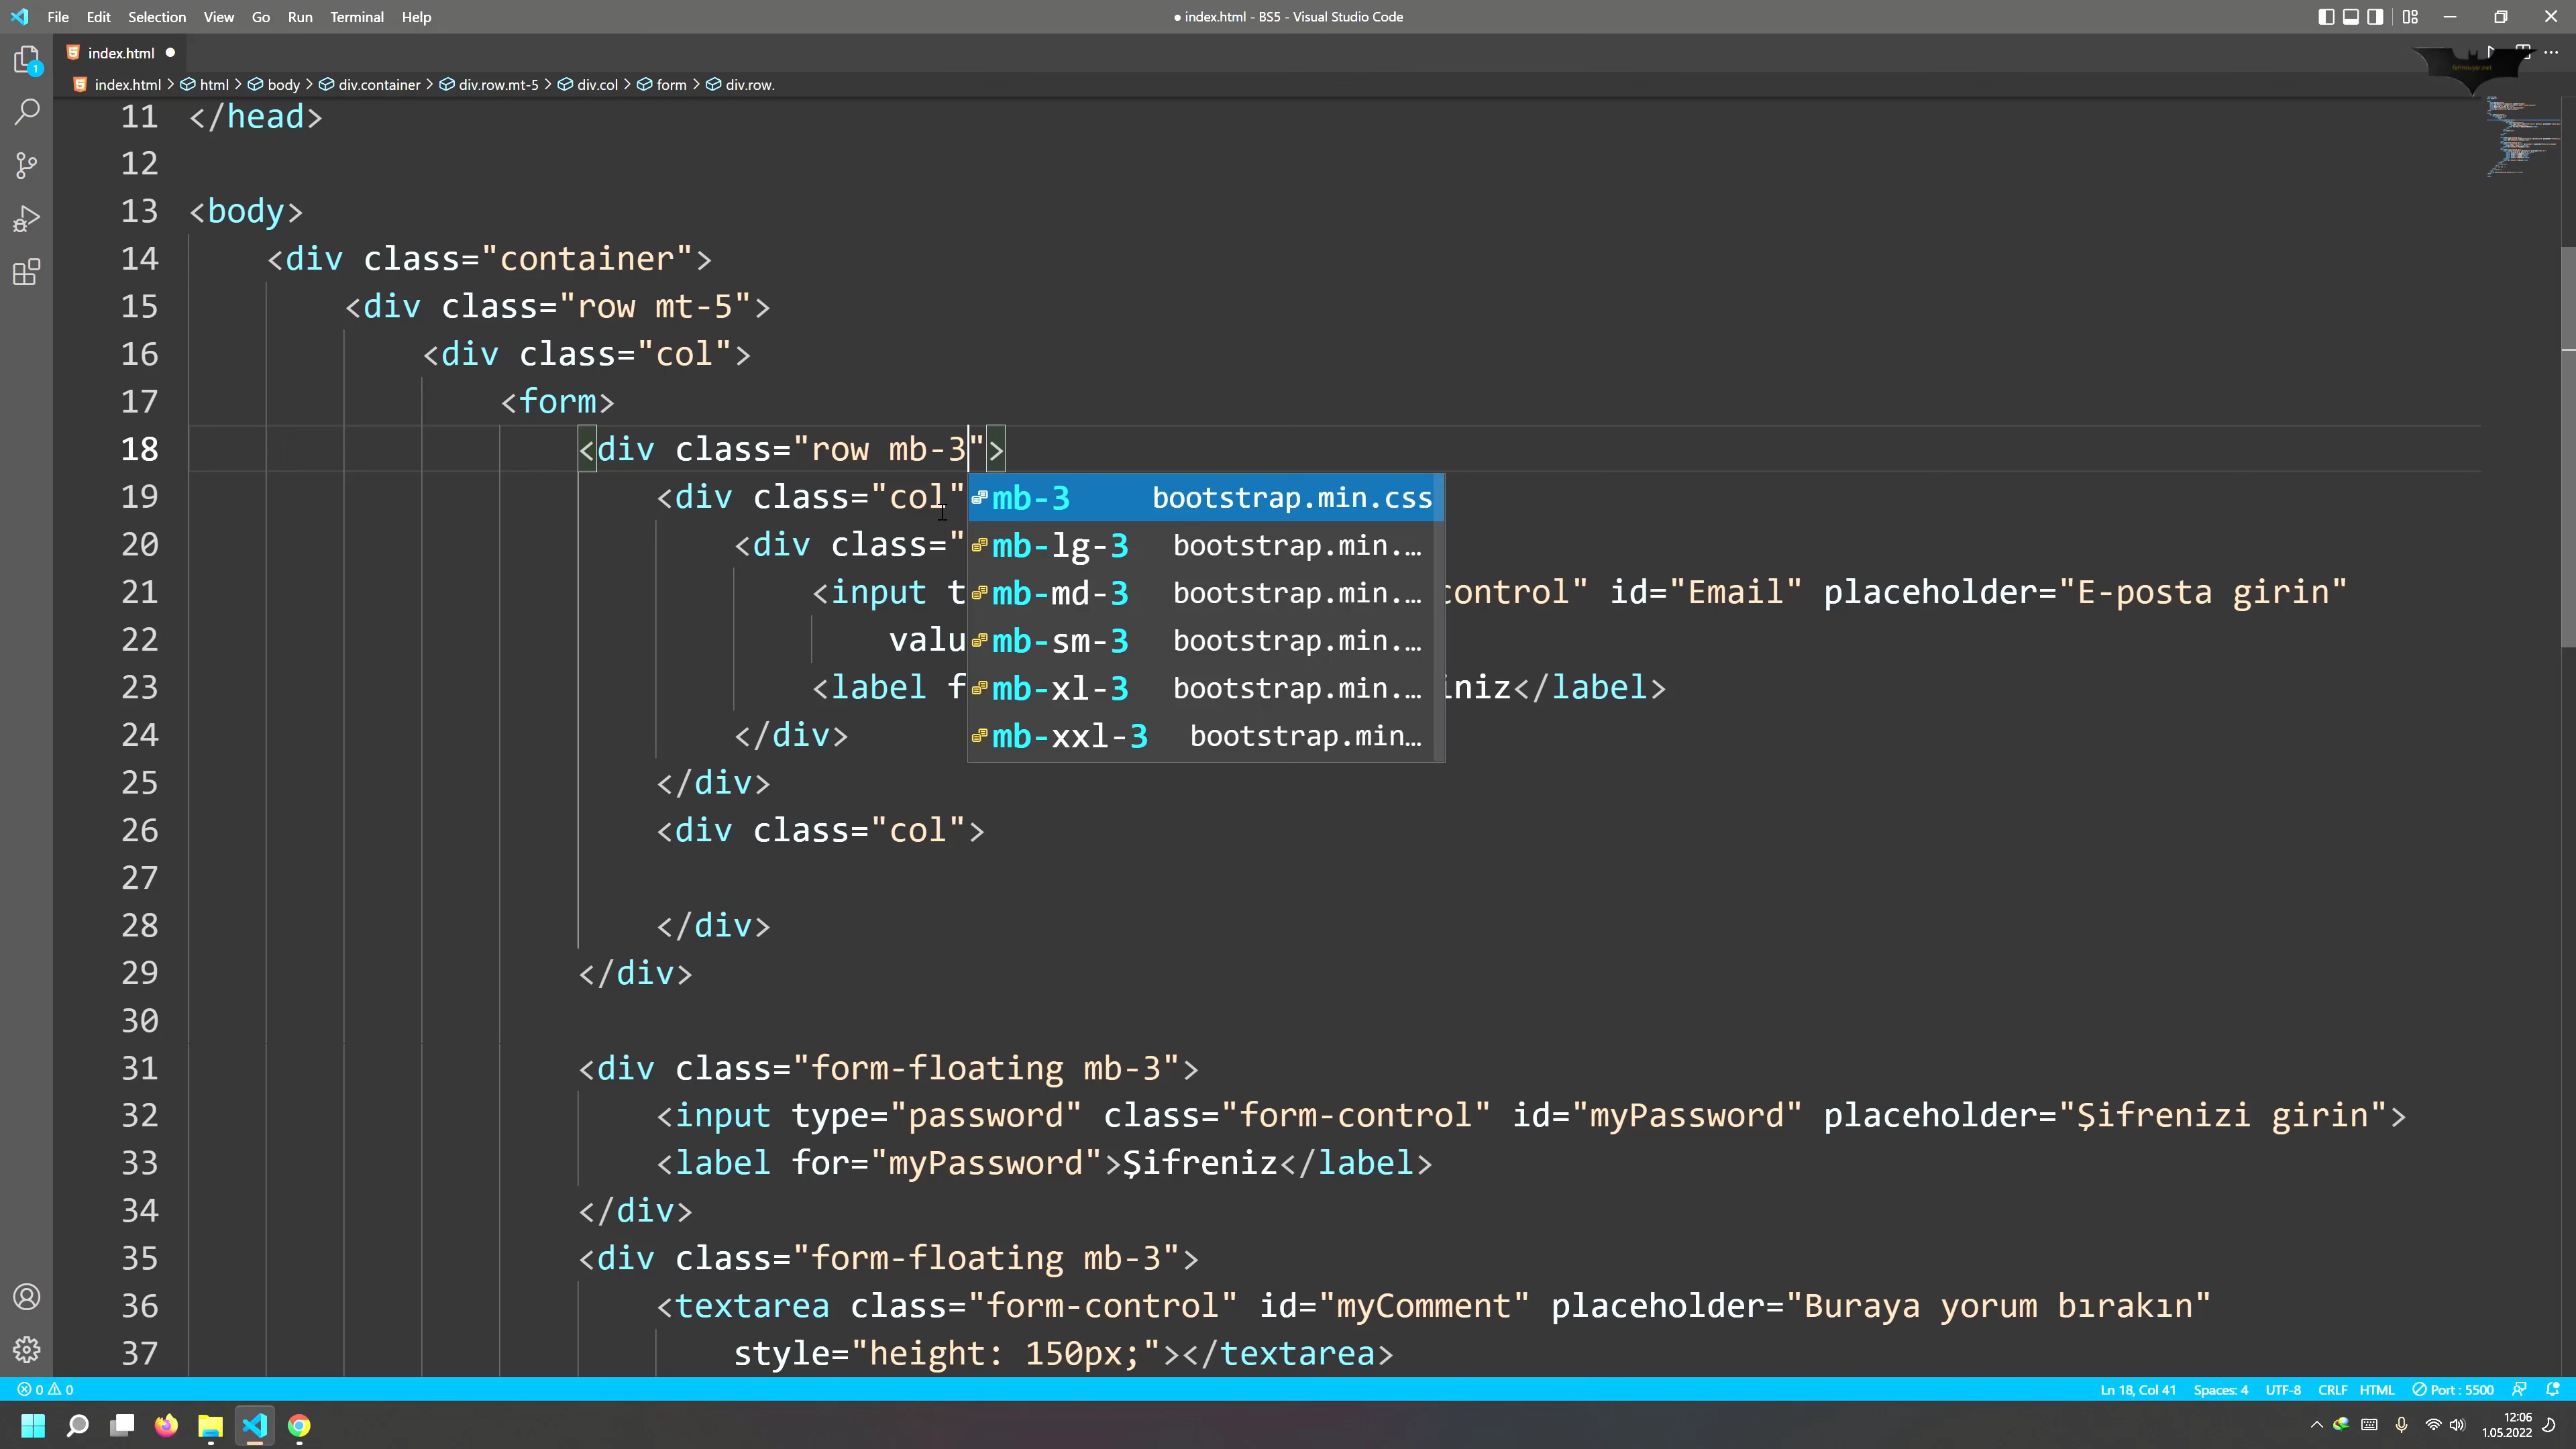 File Edit Selection View Go Run Terminal Help
● index.html - BS5 - Visual Studio Code
index.html ●
index.html > html > body > div.container > div.row.mt-5 > div.col > form > div.row.
11 </head>
12
13 <body>
14 <div class="container">
15 <div class="row mt-5">
16 <div class="col">
17 <form>
18 <div class="row mb-3">
19 <div class="col"
mb-3 bootstrap.min.css
20 <div class="
mb-lg-3 bootstrap.min.…
21 <input t
mb-md-3 bootstrap.min.…
control" id="Email" placeholder="E-posta girin"
22 valu
mb-sm-3 bootstrap.min.…
23 <label f
mb-xl-3 bootstrap.min.…
iniz</label>
24 </div>
mb-xxl-3 bootstrap.min…
25 </div>
26 <div class="col">
27
28 </div>
29 </div>
30
31 <div class="form-floating mb-3">
32 <input type="password" class="form-control" id="myPassword" placeholder="Şifrenizi girin">
33 <label for="myPassword">Şifreniz</label>
34 </div>
35 <div class="form-floating mb-3">
36 <textarea class="form-control" id="myComment" placeholder="Buraya yorum bırakın"
37 style="height: 150px;"></textarea>
0 0
Ln 18, Col 41 Spaces: 4 UTF-8 CRLF HTML Port : 5500
12:06
1.05.2022